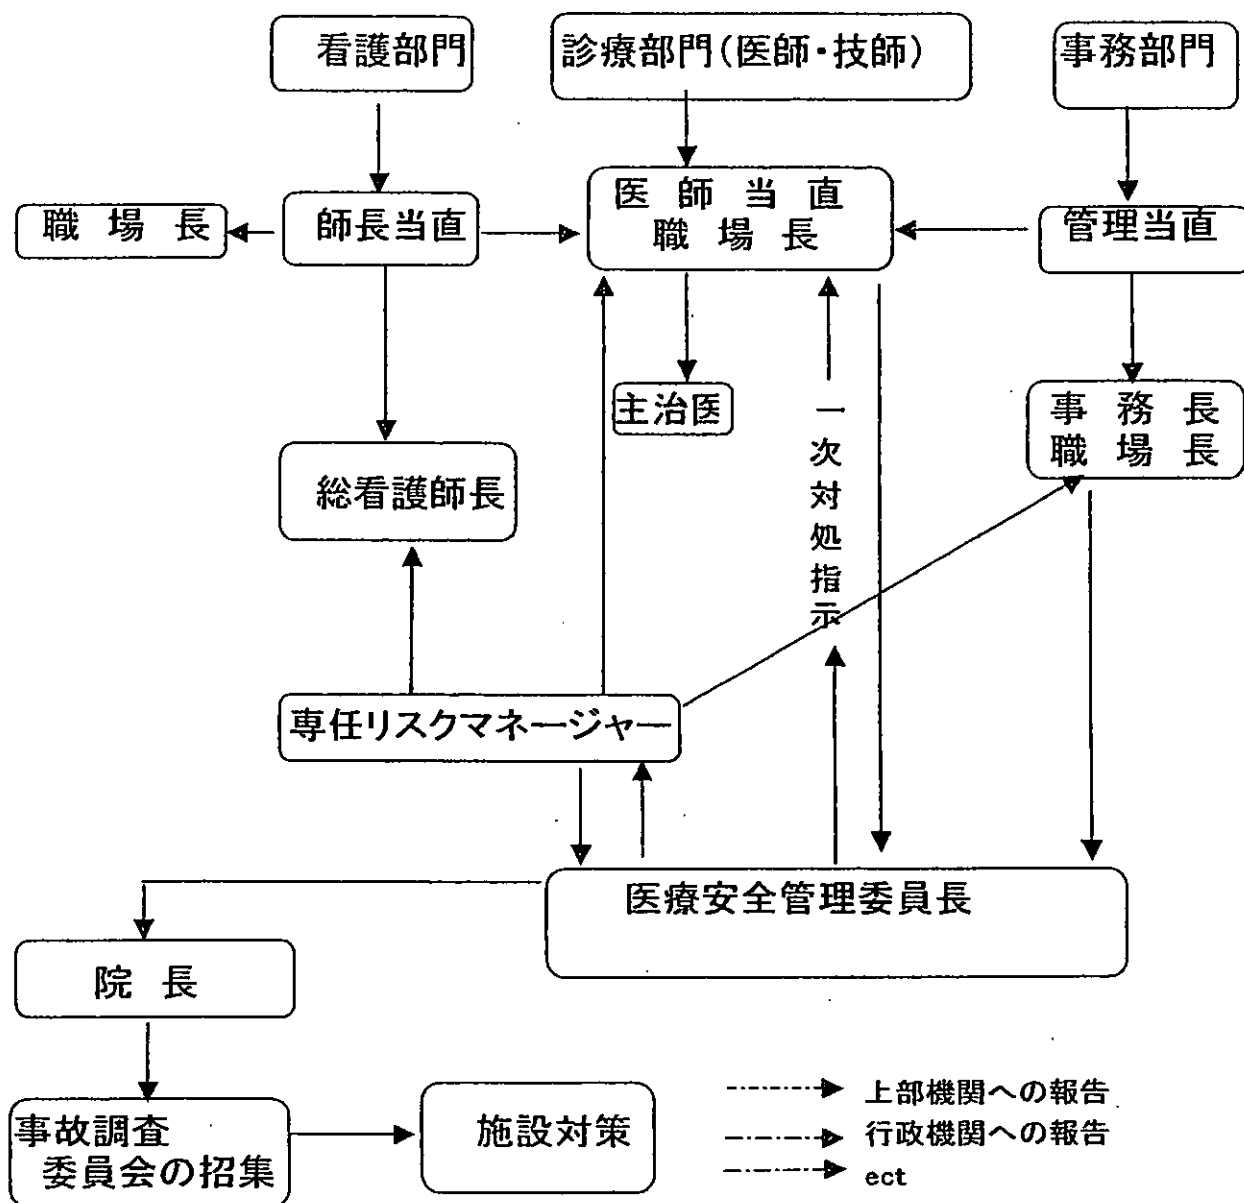 看護部門
診療部門(医師・技師)
事務部門
職場長
師長当直
医師当直
職場長
管理当直
主治医
事務長
職場長
総看護師長
一次対処指示
専任リスクマネージャー
医療安全管理委員長
院長
事故調査
委員会の招集
施設対策
上部機関への報告
行政機関への報告
ect